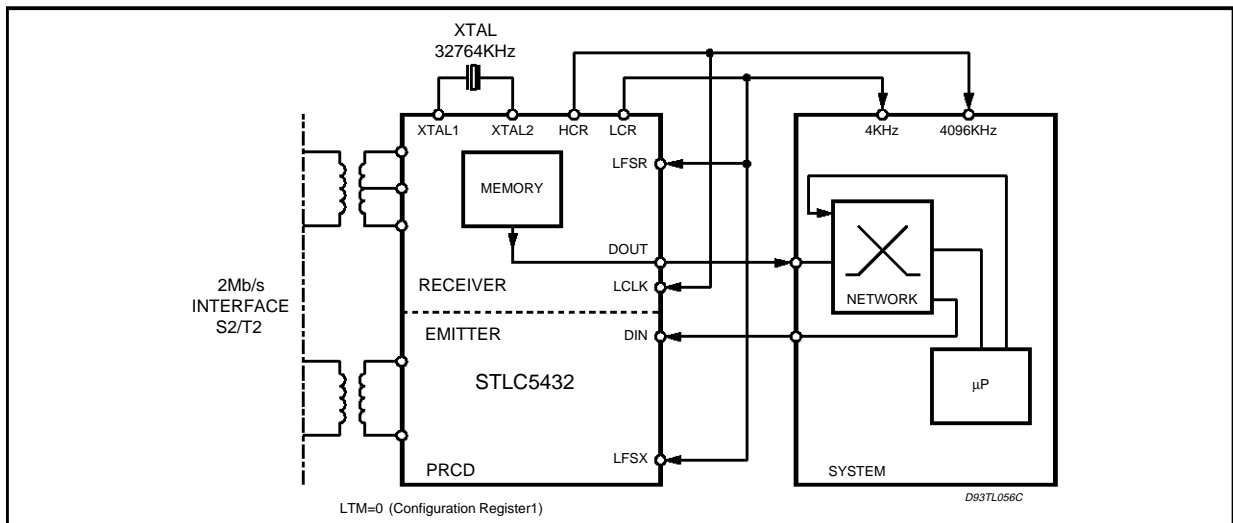 XTAL
32764KHz
XTAL1
XTAL2
HCR
LCR
4KHz
4096KHz
LFSR
MEMORY
DOUT
RECEIVER
LCLK
NETWORK
2Mb/s
INTERFACE
S2/T2
EMITTER
DIN
STLC5432
µP
LFSX
PRCD
SYSTEM
D93TL056C
LTM=0 (Configuration Register1)